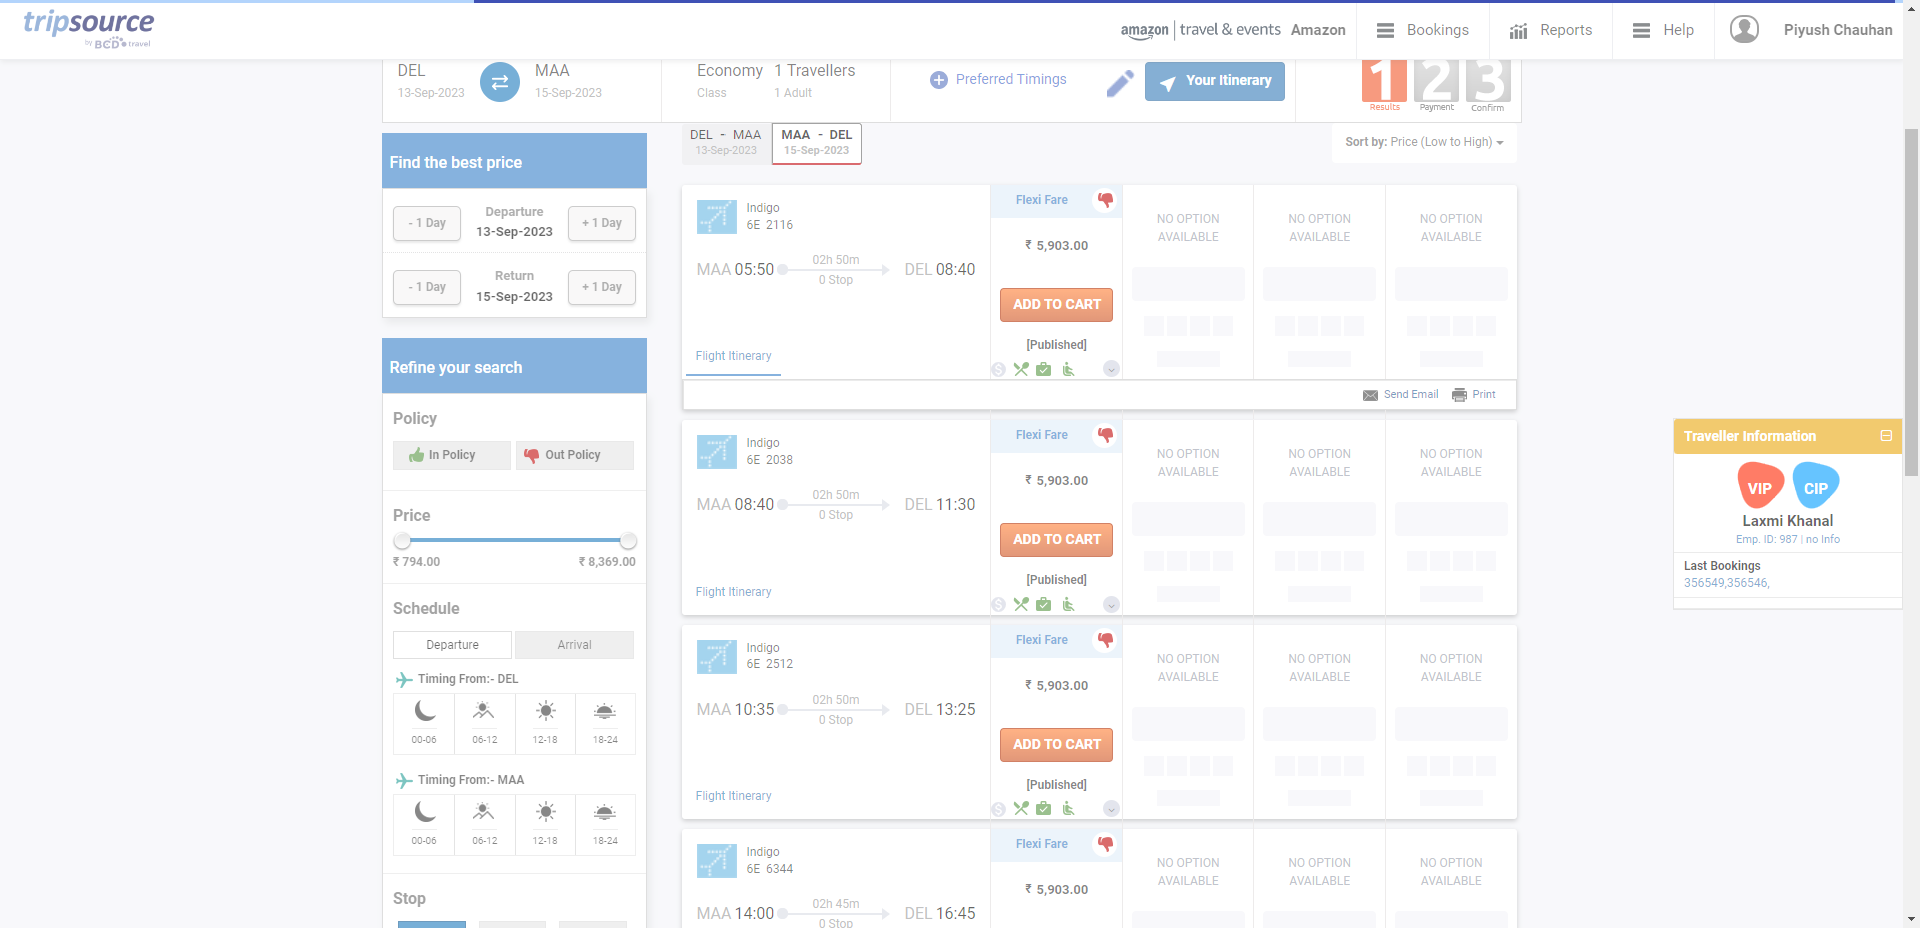 tripsource
by BCD travel
amazon | travel & events Amazon
Bookings
Reports
Help
Piyush Chauhan
DEL
13-Sep-2023
MAA
15-Sep-2023
Economy
Class
1 Travellers
1 Adult
Preferred Timings
Your Itinerary
1
Results
2
Payment
3
Confirm
Find the best price
- 1 Day
Departure
13-Sep-2023
+ 1 Day
- 1 Day
Return
15-Sep-2023
+ 1 Day
Refine your search
Policy
In Policy
Out Policy
Price
₹ 794.00
₹ 8,369.00
Schedule
Departure
Arrival
Timing From:- DEL
00-06
06-12
12-18
18-24
Timing From:- MAA
00-06
06-12
12-18
18-24
Stop
DEL - MAA
13-Sep-2023
MAA - DEL
15-Sep-2023
Sort by: Price (Low to High)
Indigo
6E 2116
MAA 05:50
02h 50m
0 Stop
DEL 08:40
Flight Itinerary
Flexi Fare
₹ 5,903.00
ADD TO CART
[Published]
NO OPTION
AVAILABLE
NO OPTION
AVAILABLE
NO OPTION
AVAILABLE
Send Email
Print
Indigo
6E 2038
MAA 08:40
02h 50m
0 Stop
DEL 11:30
Flight Itinerary
Flexi Fare
₹ 5,903.00
ADD TO CART
[Published]
NO OPTION
AVAILABLE
NO OPTION
AVAILABLE
NO OPTION
AVAILABLE
Indigo
6E 2512
MAA 10:35
02h 50m
0 Stop
DEL 13:25
Flight Itinerary
Flexi Fare
₹ 5,903.00
ADD TO CART
[Published]
NO OPTION
AVAILABLE
NO OPTION
AVAILABLE
NO OPTION
AVAILABLE
Indigo
6E 6344
MAA 14:00
02h 45m
0 Stop
DEL 16:45
Flexi Fare
₹ 5,903.00
NO OPTION
AVAILABLE
NO OPTION
AVAILABLE
NO OPTION
AVAILABLE
Traveller Information
VIP
CIP
Laxmi Khanal
Emp. ID: 987 | no Info
Last Bookings
356549,356546,